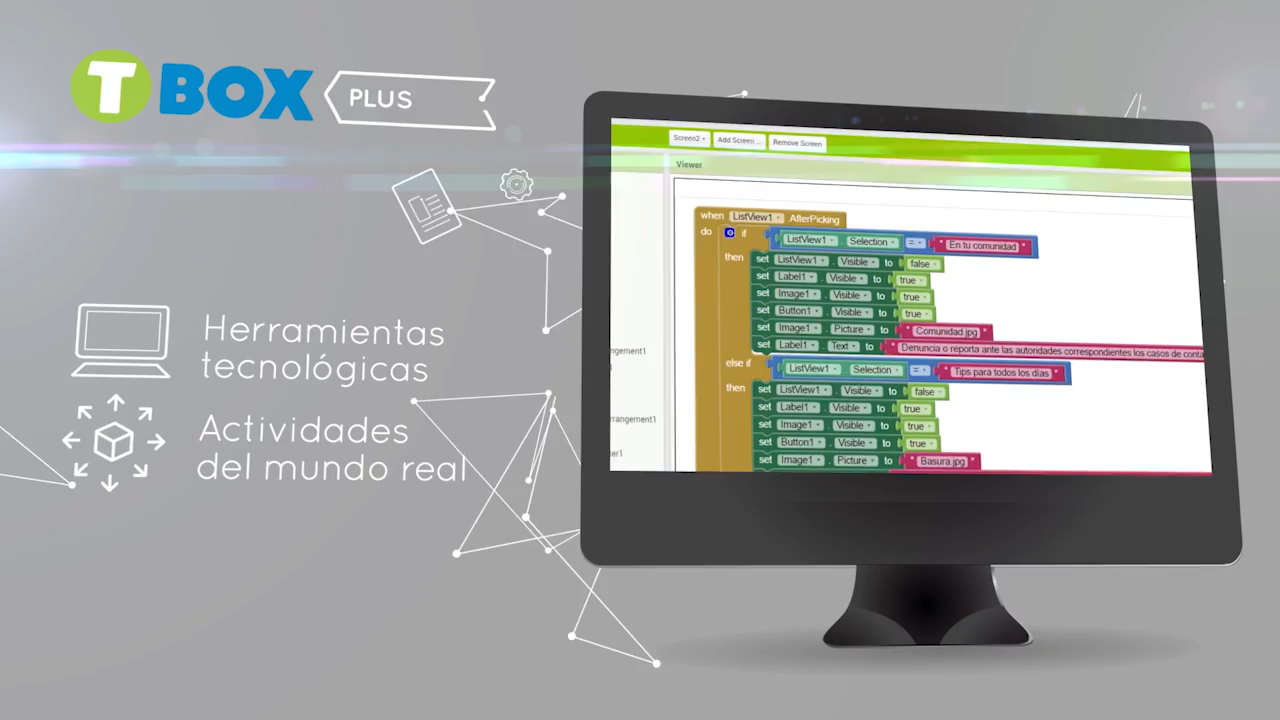 T BOX PLUS
Herramientas
tecnológicas
Actividades
del mundo real
Screen2 Add Screen ... Remove Screen
Viewer
when ListView1 .AfterPicking
do if ListView1 . Selection = " En tu comunidad "
then set ListView1 . Visible to false
set Label1 . Visible to true
set Image1 . Visible to true
set Button1 . Visible to true
set Image1 . Picture to " Comunidad.jpg "
set Label1 . Text to " Denuncia o reporta ante las autoridades correspondientes los casos de conta
else if ListView1 . Selection = " Tips para todos los días "
then set ListView1 . Visible to false
set Label1 . Visible to true
set Image1 . Visible to true
set Button1 . Visible to true
set Image1 . Picture to " Basura.jpg "
ngement1
rrangement1
er1